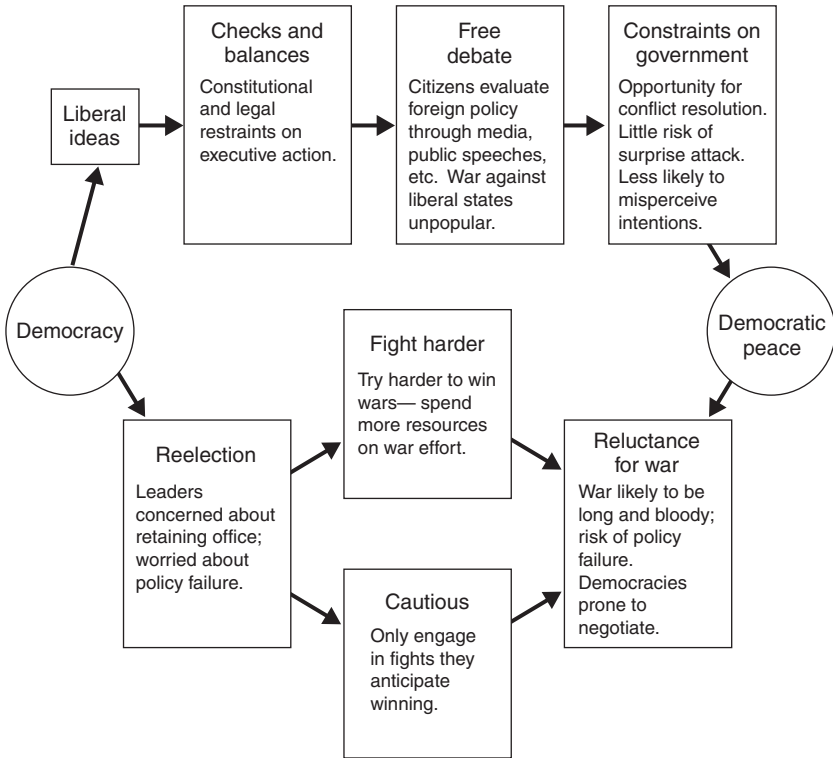 Checks and
balances
Constitutional
and legal
restraints on
executive action.
Free
debate
Citizens evaluate
foreign policy
through media,
public speeches,
etc. War against
liberal states
unpopular.
Constraints on
government
Opportunity for
conflict resolution.
Little risk of
surprise attack.
Less likely to
misperceive
intentions.
Liberal
ideas
Democracy
Democratic
peace
Fight harder
Try harder to win
wars— spend
more resources
on war effort.
Reelection
Leaders
concerned about
retaining office;
worried about
policy failure.
Cautious
Only engage
in fights they
anticipate
winning.
Reluctance
for war
War likely to be
long and bloody;
risk of policy
failure.
Democracies
prone to
negotiate.